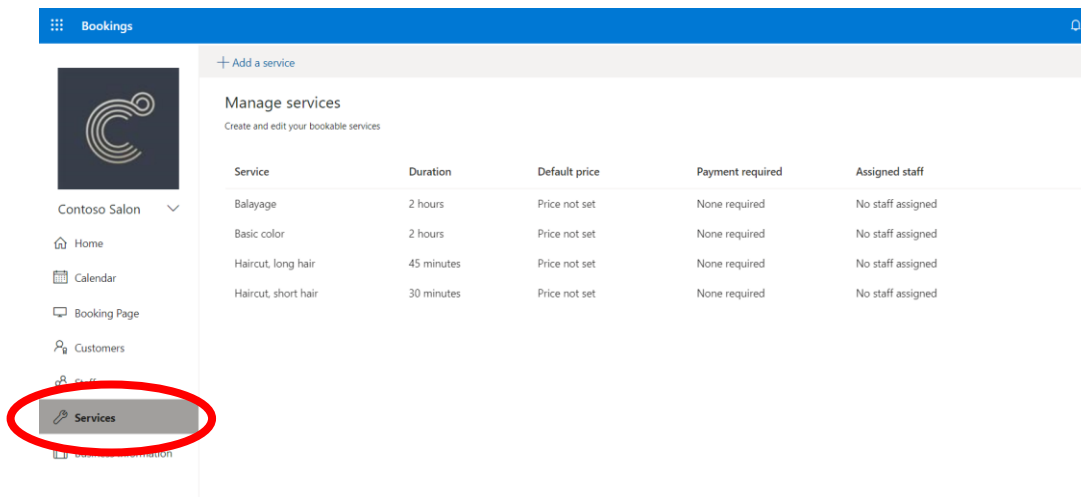 Bookings
+ Add a service
Manage services
Create and edit your bookable services
Service Duration Default price Payment required Assigned staff
Balayage 2 hours Price not set None required No staff assigned
Basic color 2 hours Price not set None required No staff assigned
Haircut, long hair 45 minutes Price not set None required No staff assigned
Haircut, short hair 30 minutes Price not set None required No staff assigned
Contoso Salon
Home
Calendar
Booking Page
Customers
Staff
Services
Business Information